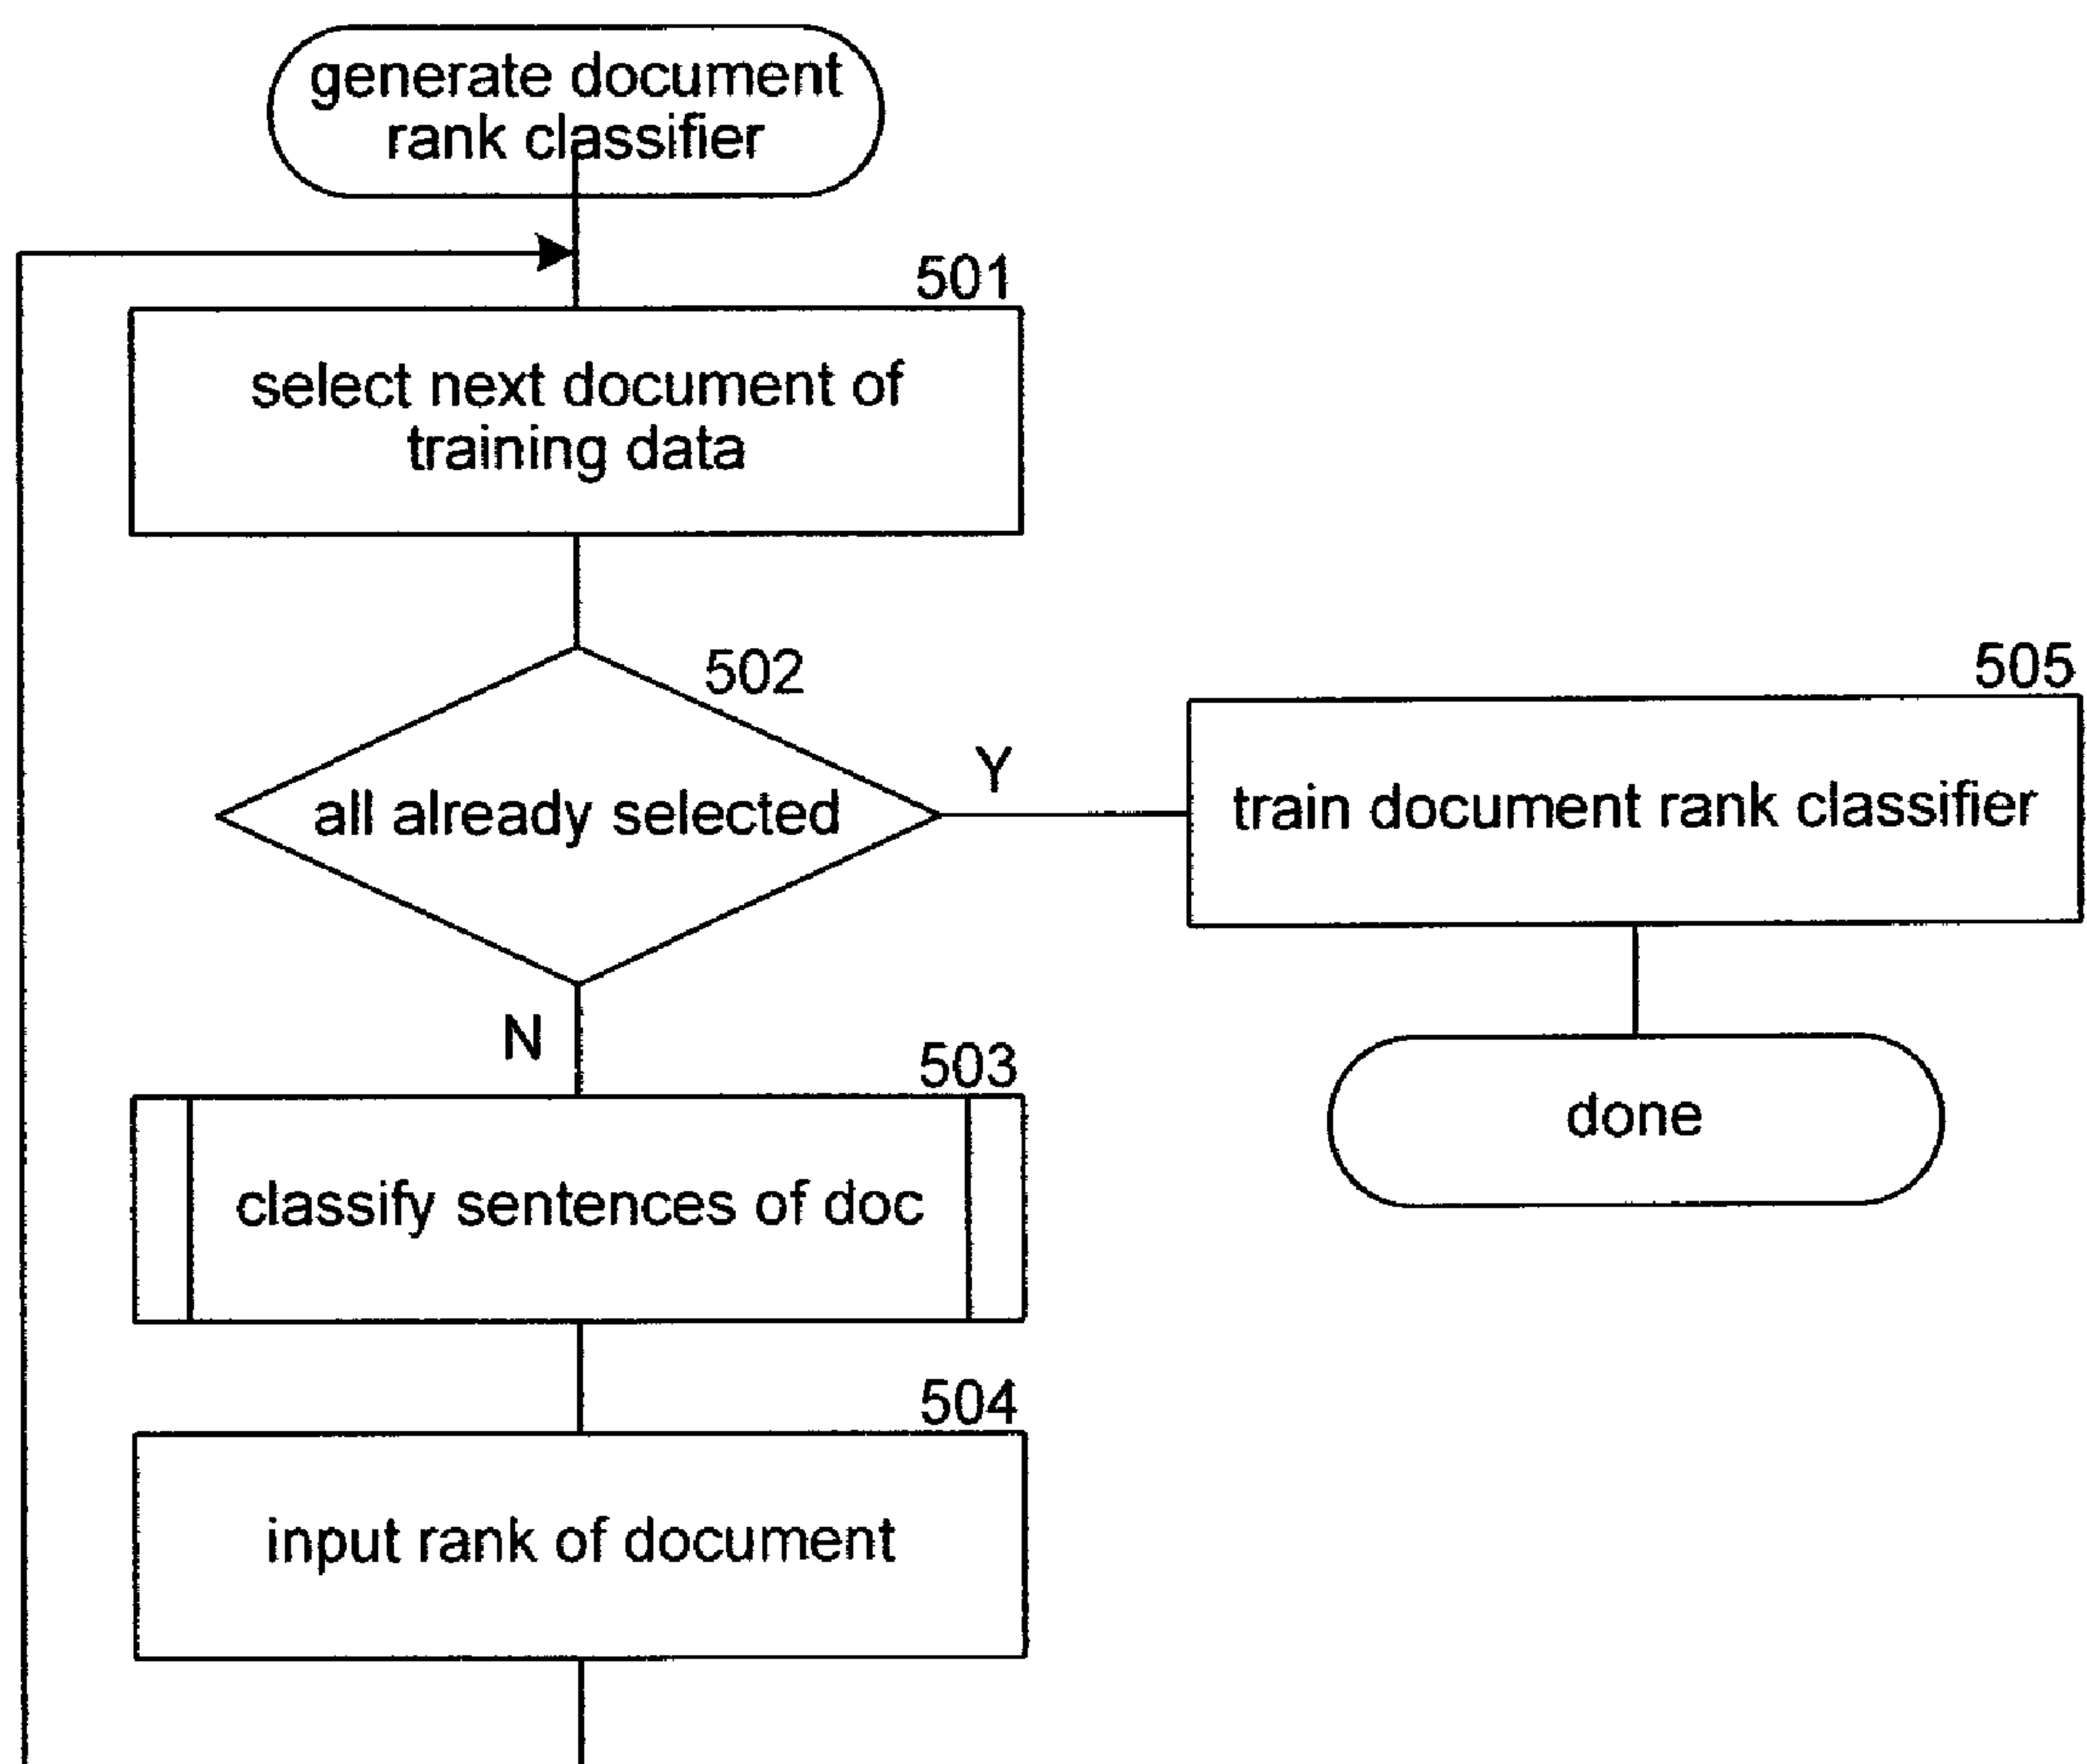 generate document
rank classifier
501
select next document of
training data
502
all already selected
Y
505
train document rank classifier
done
N
503
classify sentences of doc
504
input rank of document